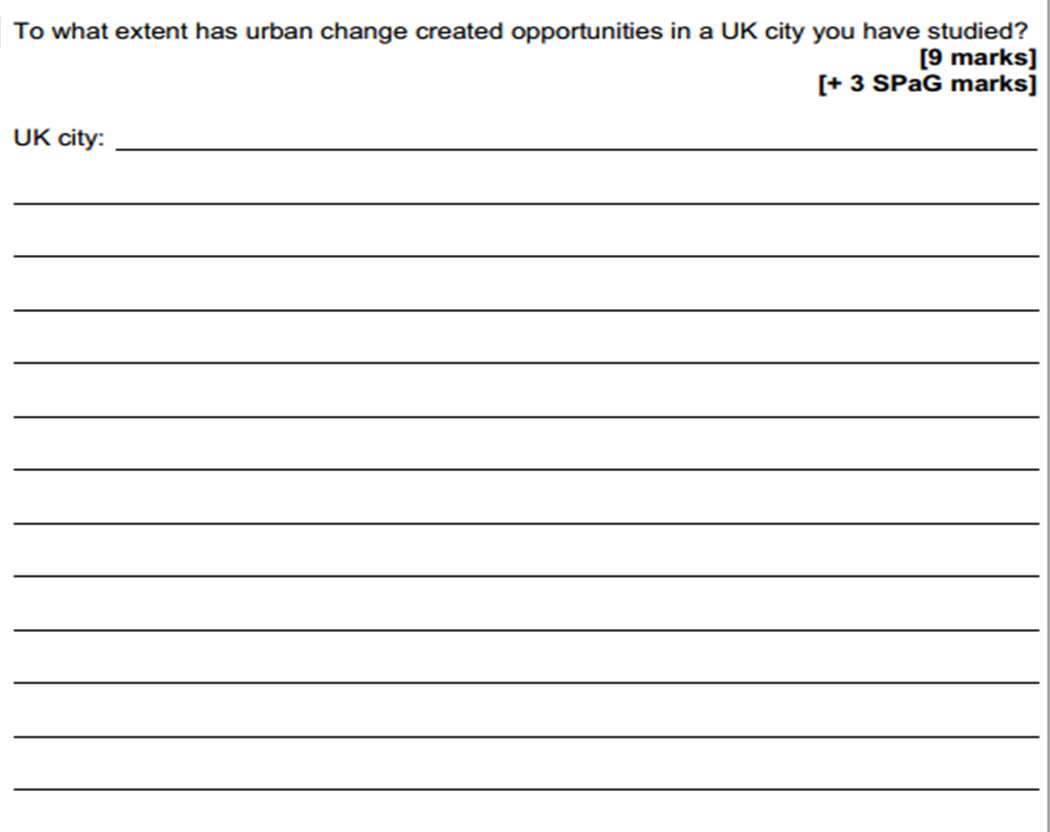 To what extent has urban change created opportunities in a UK city you have studied?
[9 marks]
[+ 3 SPaG marks]
UK city: